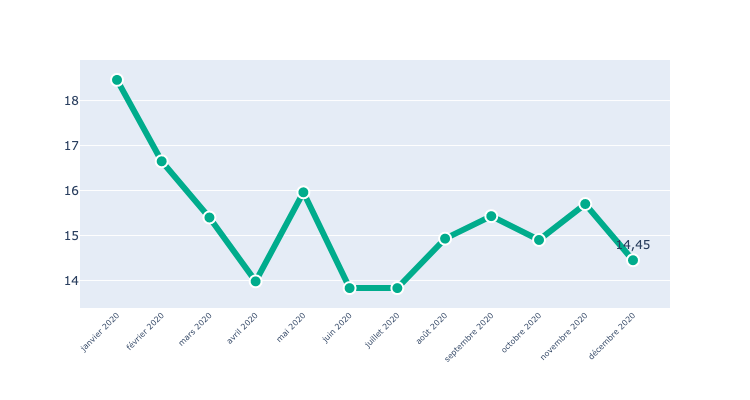 18
17
16
15
14
14,45
janvier 2020
février 2020
mars 2020
avril 2020
mai 2020
juin 2020
juillet 2020
août 2020
septembre 2020
octobre 2020
novembre 2020
décembre 2020